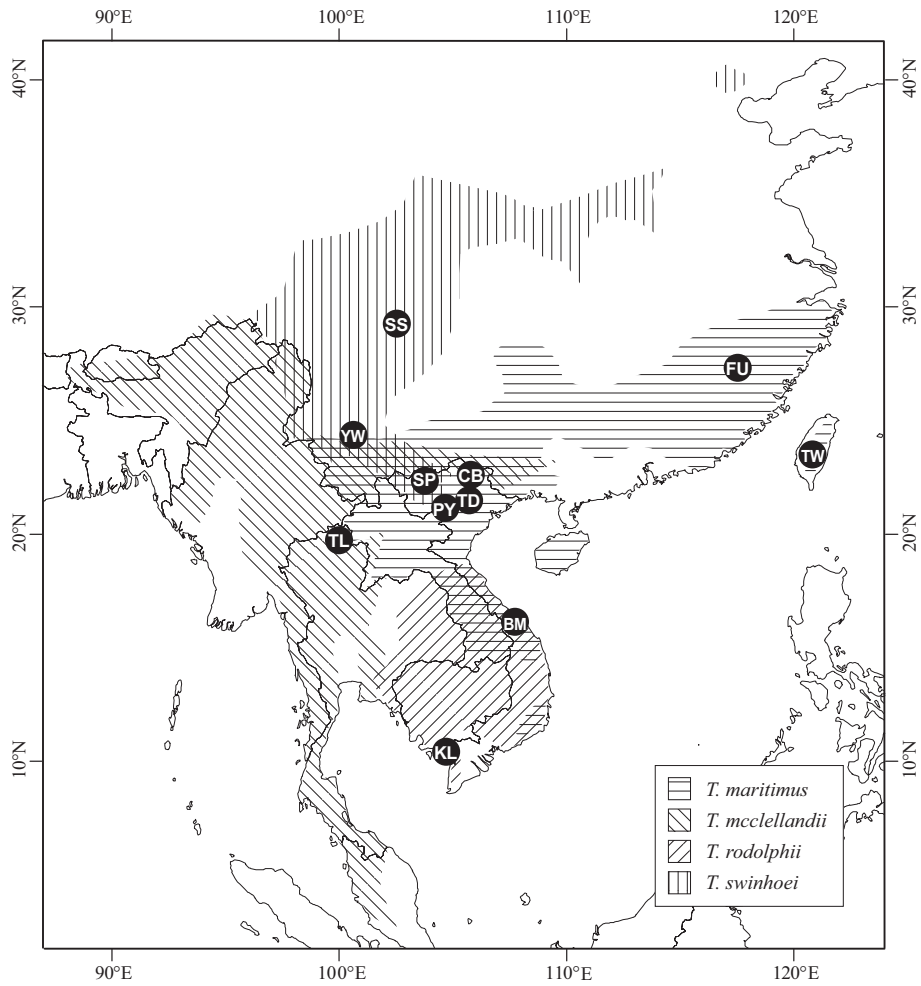 90°E 100°E 110°E 120°E
40°N 40°N
SS
30°N 30°N
FU
YW
TW
SP CB
TD
PY
20°N 20°N
TL
BM
10°N 10°N
KL
T. maritimus
T. mcclellandii
T. rodolphii
T. swinhoei
90°E 100°E 110°E 120°E